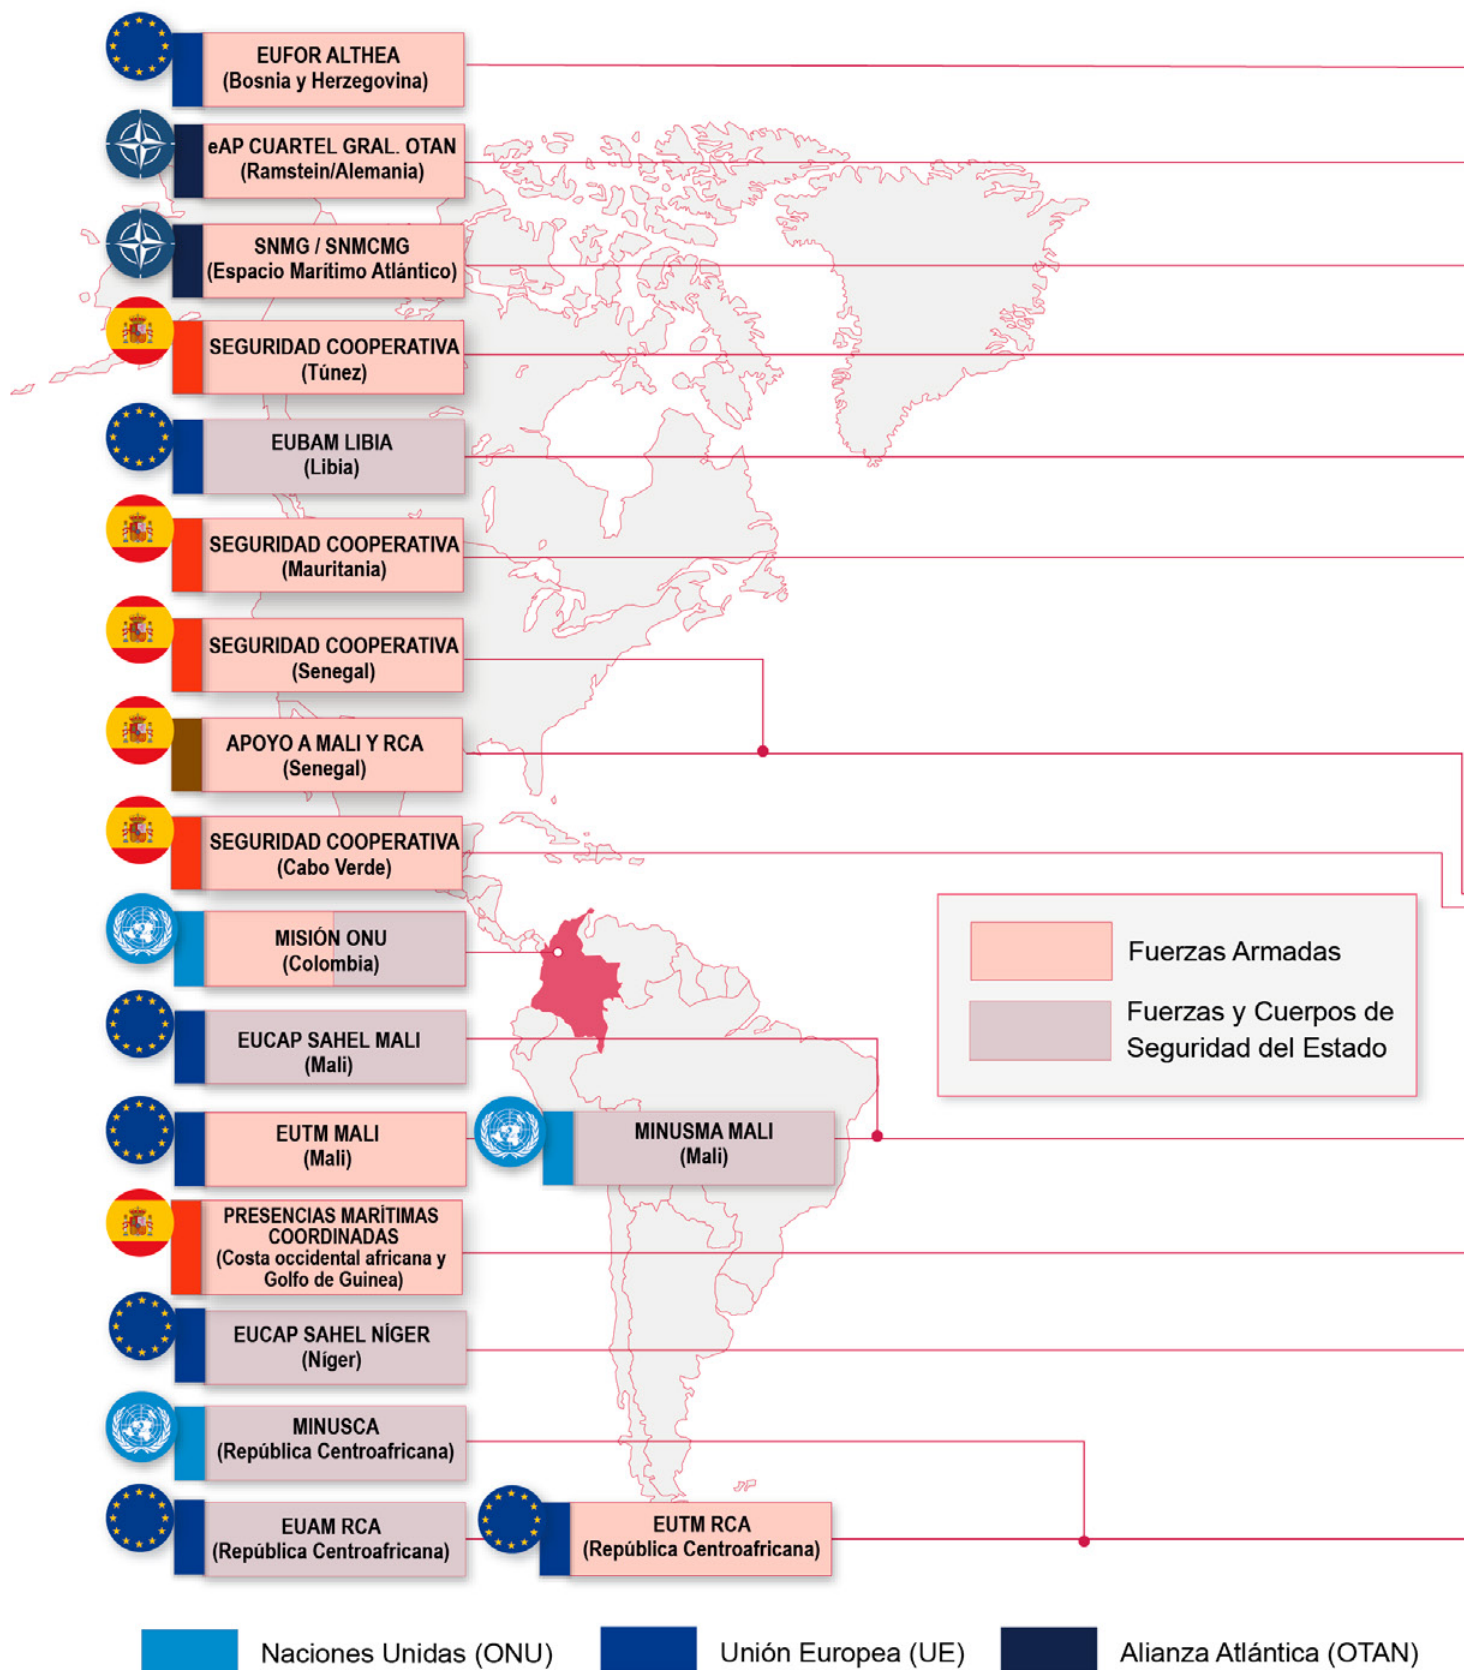 EUFOR ALTHEA
(Bosnia y Herzegovina)
eAP CUARTEL GRAL. OTAN
(Ramstein/Alemania)
SNMG / SNMCMG
(Espacio Marítimo Atlántico)
SEGURIDAD COOPERATIVA
(Túnez)
EUBAM LIBIA
(Libia)
SEGURIDAD COOPERATIVA
(Mauritania)
SEGURIDAD COOPERATIVA
(Senegal)
APOYO A MALI Y RCA
(Senegal)
SEGURIDAD COOPERATIVA
(Cabo Verde)
MISIÓN ONU
(Colombia)
Fuerzas Armadas
Fuerzas y Cuerpos de
Seguridad del Estado
EUCAP SAHEL MALI
(Mali)
EUTM MALI
(Mali)
MINUSMA MALI
(Mali)
PRESENCIAS MARÍTIMAS
COORDINADAS
(Costa occidental africana y
Golfo de Guinea)
EUCAP SAHEL NÍGER
(Níger)
MINUSCA
(República Centroafricana)
EUAM RCA
(República Centroafricana)
EUTM RCA
(República Centroafricana)
Naciones Unidas (ONU)
Unión Europea (UE)
Alianza Atlántica (OTAN)